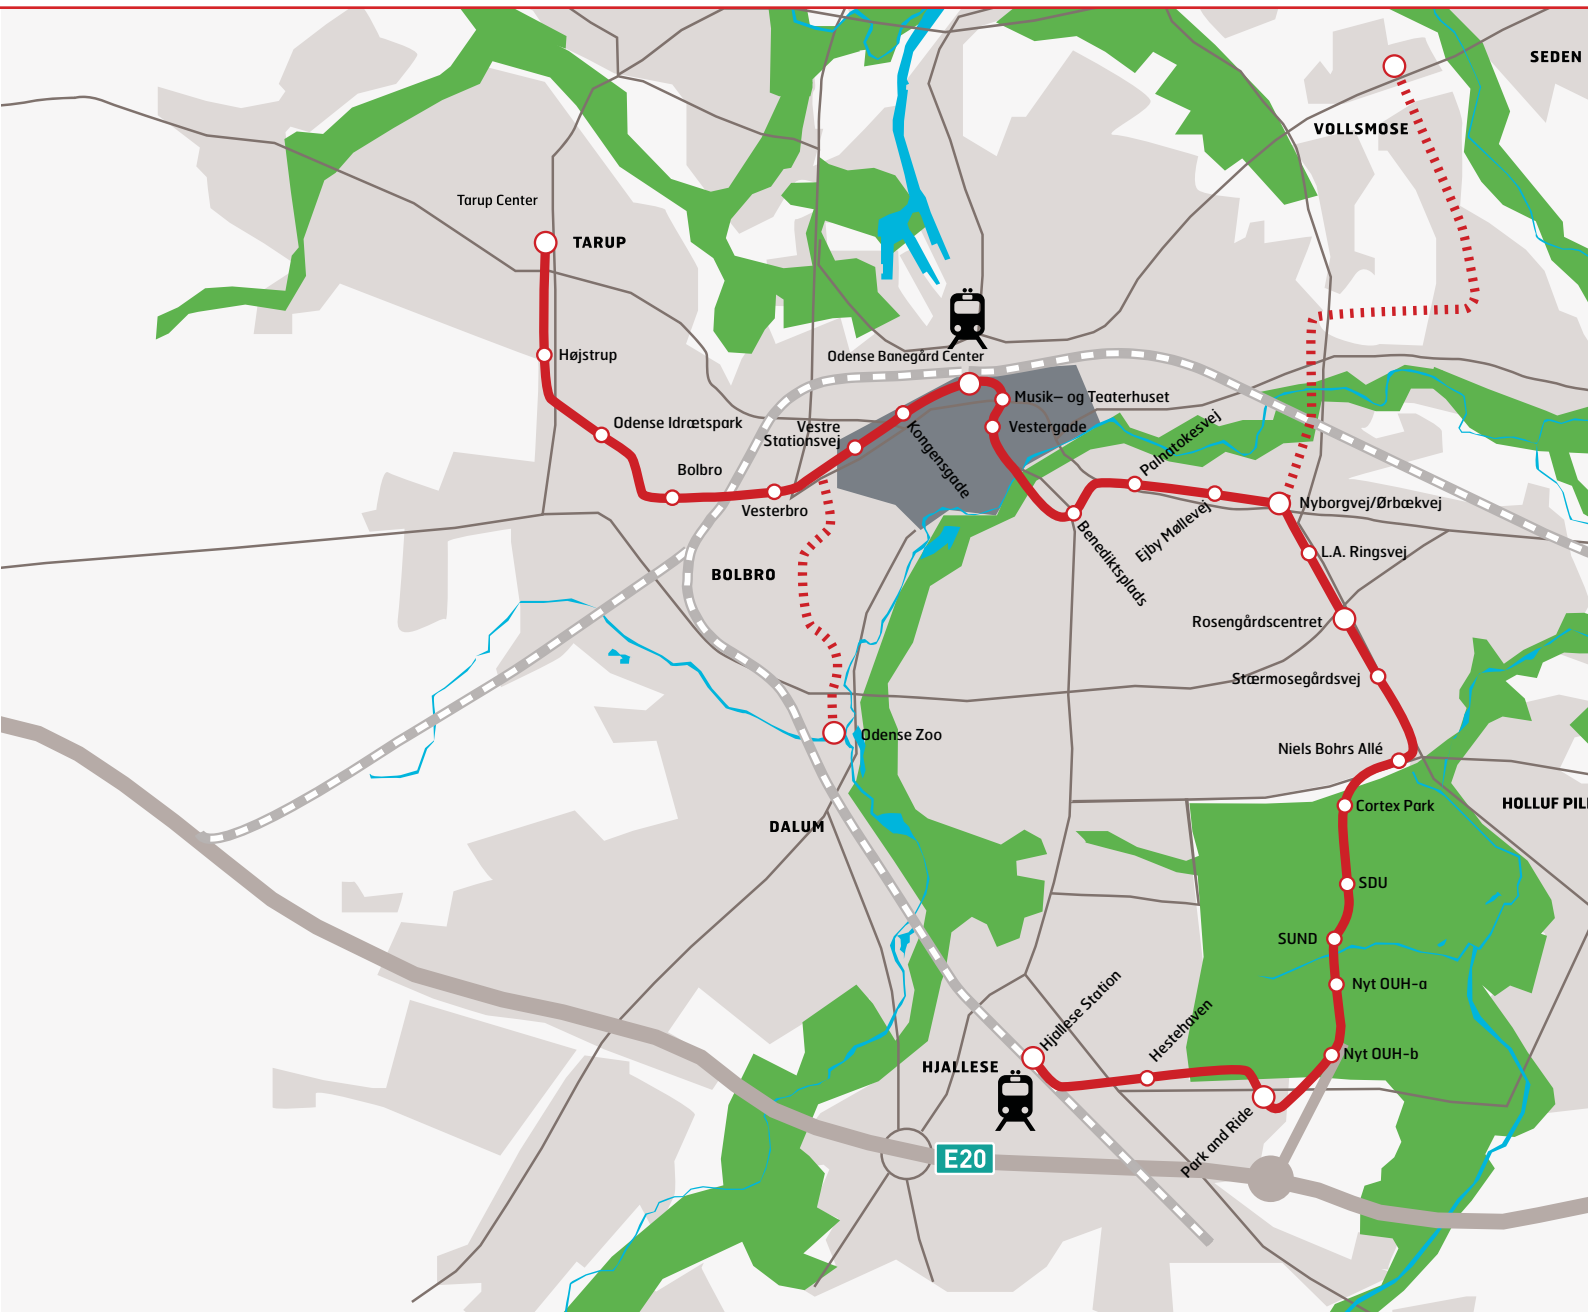 SEDEN
VOLLSMOSE
Tarup Center
TARUP
Højstrup
Odense Banegård Center
Musik– og Teaterhuset
Odense Idrætspark
Vestre
Stationsvej
Kongensgade
Vestergade
Palnatokesvej
Bolbro
Vesterbro
Ejby Møllevej
Nyborgvej/Ørbækvej
Benediktsplads
L.A. Ringsvej
BOLBRO
Rosengårdscentret
Stærmosegårdsvej
Odense Zoo
Niels Bohrs Allé
Cortex Park
HOLLUF PIL
DALUM
SDU
SUND
Nyt OUH-a
Hjallese Station
Hestehaven
Nyt OUH-b
HJALLESE
Park and Ride
E20